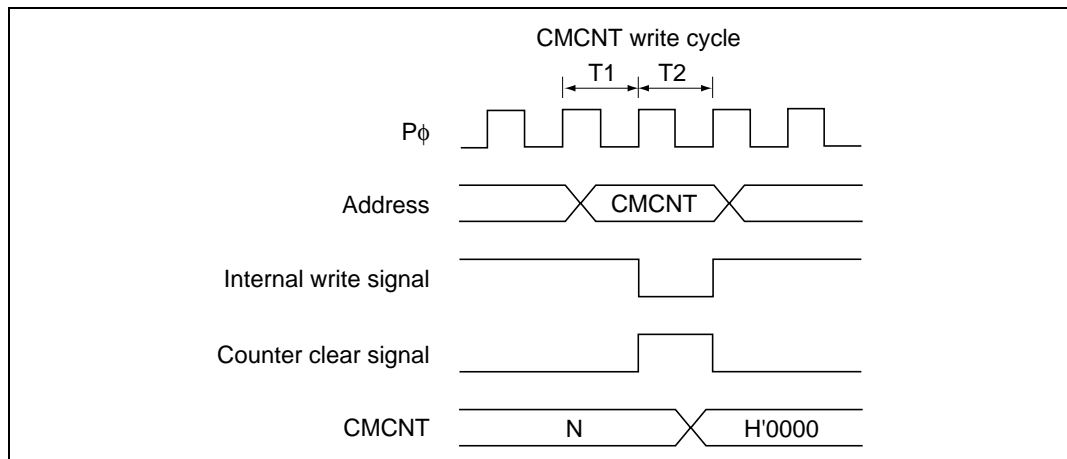 CMCNT write cycle
T1 T2
Pϕ
Address CMCNT
Internal write signal
Counter clear signal
CMCNT N H'0000